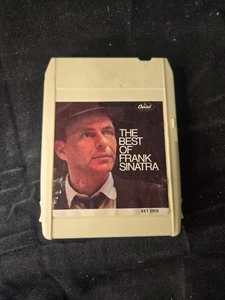 Capitol
THE
BEST
OF
FRANK
SINATRA